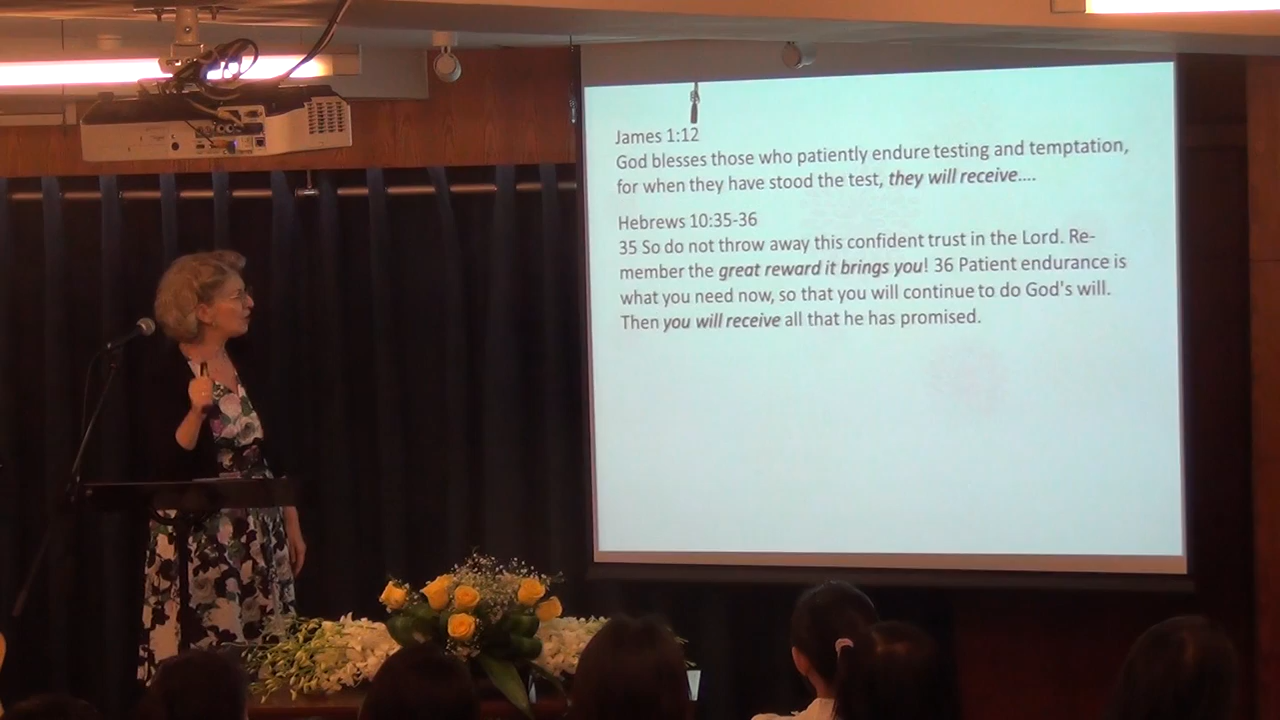 James 1:12
God blesses those who patiently endure testing and temptation,
for when they have stood the test, they will receive....
Hebrews 10:35-36
35 So do not throw away this confident trust in the Lord. Re-
member the great reward it brings you! 36 Patient endurance is
what you need now, so that you will continue to do God's will.
Then you will receive all that he has promised.